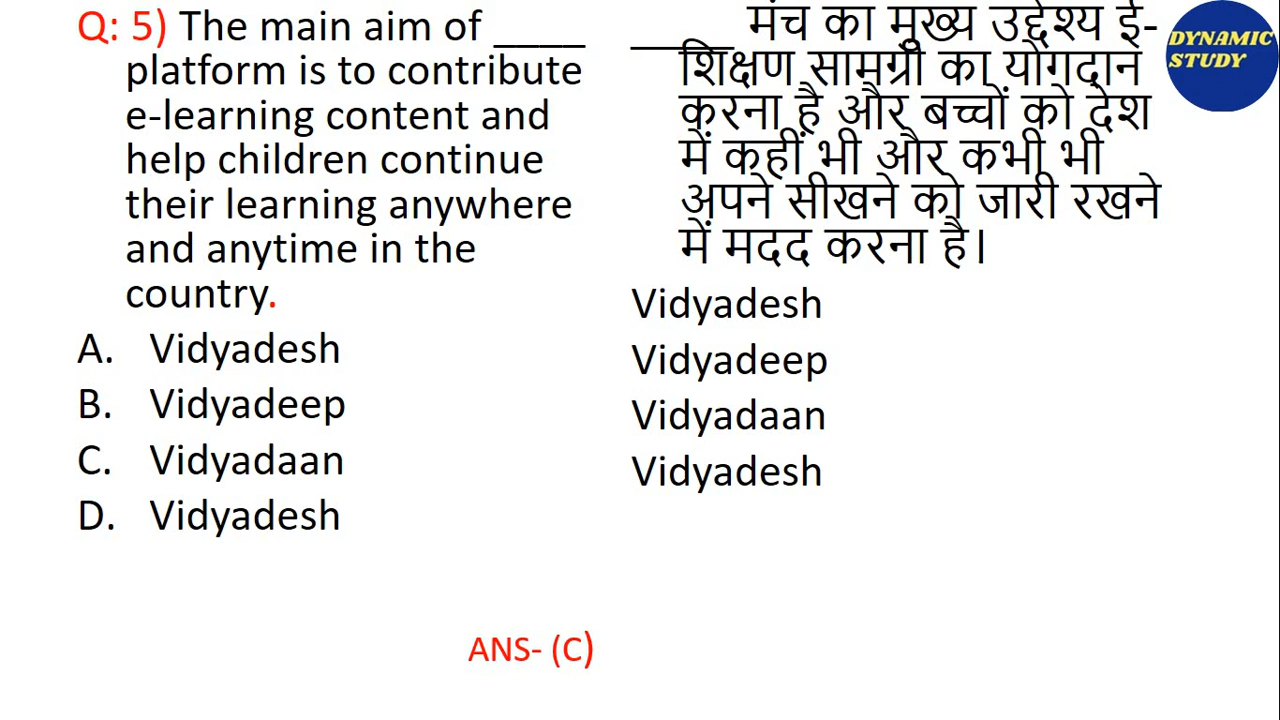 Q: 5) The main aim of ____
platform is to contribute
e-learning content and
help children continue
their learning anywhere
and anytime in the
country.
A. Vidyadesh
B. Vidyadeep
C. Vidyadaan
D. Vidyadesh
_____ मंच का मुख्य उद्देश्य ई-
शिक्षण सामग्री का योगदान
करना है और बच्चों को देश
में कहीं भी और कभी भी
अपने सीखने को जारी रखने
में मदद करना है।
Vidyadesh
Vidyadeep
Vidyadaan
Vidyadesh
ANS- (C)
DYNAMIC
STUDY